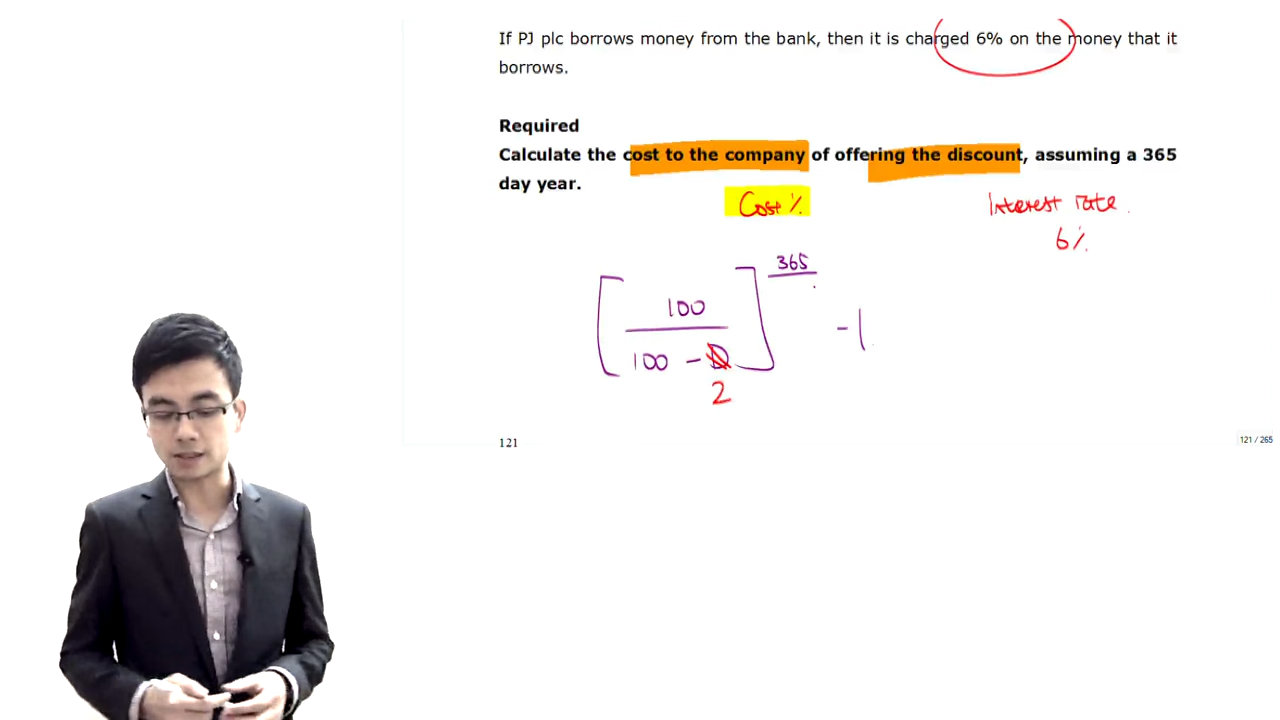 If PJ plc borrows money from the bank, then it is charged 6% on the money that it
borrows.
Required
Calculate the cost to the company of offering the discount, assuming a 365
day year.
Cost %
Interest rate
6%
365
100
100 - D
- 1
2
121
121 / 265